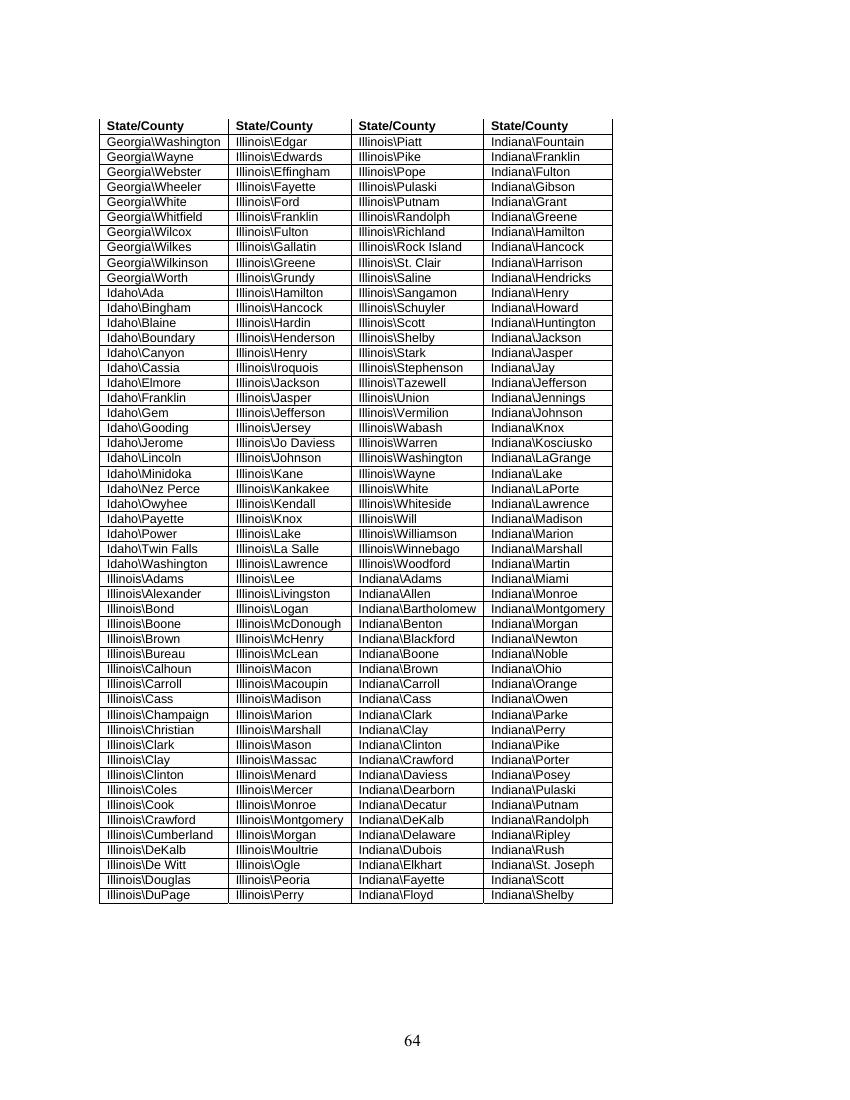 State/County State/County State/County State/County
Georgia\Washington Illinois\Edgar Illinois\Piatt Indiana\Fountain
Georgia\Wayne Illinois\Edwards Illinois\Pike Indiana\Franklin
Georgia\Webster Illinois\Effingham Illinois\Pope Indiana\Fulton
Georgia\Wheeler Illinois\Fayette Illinois\Pulaski Indiana\Gibson
Georgia\White Illinois\Ford Illinois\Putnam Indiana\Grant
Georgia\Whitfield Illinois\Franklin Illinois\Randolph Indiana\Greene
Georgia\Wilcox Illinois\Fulton Illinois\Richland Indiana\Hamilton
Georgia\Wilkes Illinois\Gallatin Illinois\Rock Island Indiana\Hancock
Georgia\Wilkinson Illinois\Greene Illinois\St. Clair Indiana\Harrison
Georgia\Worth Illinois\Grundy Illinois\Saline Indiana\Hendricks
Idaho\Ada Illinois\Hamilton Illinois\Sangamon Indiana\Henry
Idaho\Bingham Illinois\Hancock Illinois\Schuyler Indiana\Howard
Idaho\Blaine Illinois\Hardin Illinois\Scott Indiana\Huntington
Idaho\Boundary Illinois\Henderson Illinois\Shelby Indiana\Jackson
Idaho\Canyon Illinois\Henry Illinois\Stark Indiana\Jasper
Idaho\Cassia Illinois\Iroquois Illinois\Stephenson Indiana\Jay
Idaho\Elmore Illinois\Jackson Illinois\Tazewell Indiana\Jefferson
Idaho\Franklin Illinois\Jasper Illinois\Union Indiana\Jennings
Idaho\Gem Illinois\Jefferson Illinois\Vermilion Indiana\Johnson
Idaho\Gooding Illinois\Jersey Illinois\Wabash Indiana\Knox
Idaho\Jerome Illinois\Jo Daviess Illinois\Warren Indiana\Kosciusko
Idaho\Lincoln Illinois\Johnson Illinois\Washington Indiana\LaGrange
Idaho\Minidoka Illinois\Kane Illinois\Wayne Indiana\Lake
Idaho\Nez Perce Illinois\Kankakee Illinois\White Indiana\LaPorte
Idaho\Owyhee Illinois\Kendall Illinois\Whiteside Indiana\Lawrence
Idaho\Payette Illinois\Knox Illinois\Will Indiana\Madison
Idaho\Power Illinois\Lake Illinois\Williamson Indiana\Marion
Idaho\Twin Falls Illinois\La Salle Illinois\Winnebago Indiana\Marshall
Idaho\Washington Illinois\Lawrence Illinois\Woodford Indiana\Martin
Illinois\Adams Illinois\Lee Indiana\Adams Indiana\Miami
Illinois\Alexander Illinois\Livingston Indiana\Allen Indiana\Monroe
Illinois\Bond Illinois\Logan Indiana\Bartholomew Indiana\Montgomery
Illinois\Boone Illinois\McDonough Indiana\Benton Indiana\Morgan
Illinois\Brown Illinois\McHenry Indiana\Blackford Indiana\Newton
Illinois\Bureau Illinois\McLean Indiana\Boone Indiana\Noble
Illinois\Calhoun Illinois\Macon Indiana\Brown Indiana\Ohio
Illinois\Carroll Illinois\Macoupin Indiana\Carroll Indiana\Orange
Illinois\Cass Illinois\Madison Indiana\Cass Indiana\Owen
Illinois\Champaign Illinois\Marion Indiana\Clark Indiana\Parke
Illinois\Christian Illinois\Marshall Indiana\Clay Indiana\Perry
Illinois\Clark Illinois\Mason Indiana\Clinton Indiana\Pike
Illinois\Clay Illinois\Massac Indiana\Crawford Indiana\Porter
Illinois\Clinton Illinois\Menard Indiana\Daviess Indiana\Posey
Illinois\Coles Illinois\Mercer Indiana\Dearborn Indiana\Pulaski
Illinois\Cook Illinois\Monroe Indiana\Decatur Indiana\Putnam
Illinois\Crawford Illinois\Montgomery Indiana\DeKalb Indiana\Randolph
Illinois\Cumberland Illinois\Morgan Indiana\Delaware Indiana\Ripley
Illinois\DeKalb Illinois\Moultrie Indiana\Dubois Indiana\Rush
Illinois\De Witt Illinois\Ogle Indiana\Elkhart Indiana\St. Joseph
Illinois\Douglas Illinois\Peoria Indiana\Fayette Indiana\Scott
Illinois\DuPage Illinois\Perry Indiana\Floyd Indiana\Shelby
64